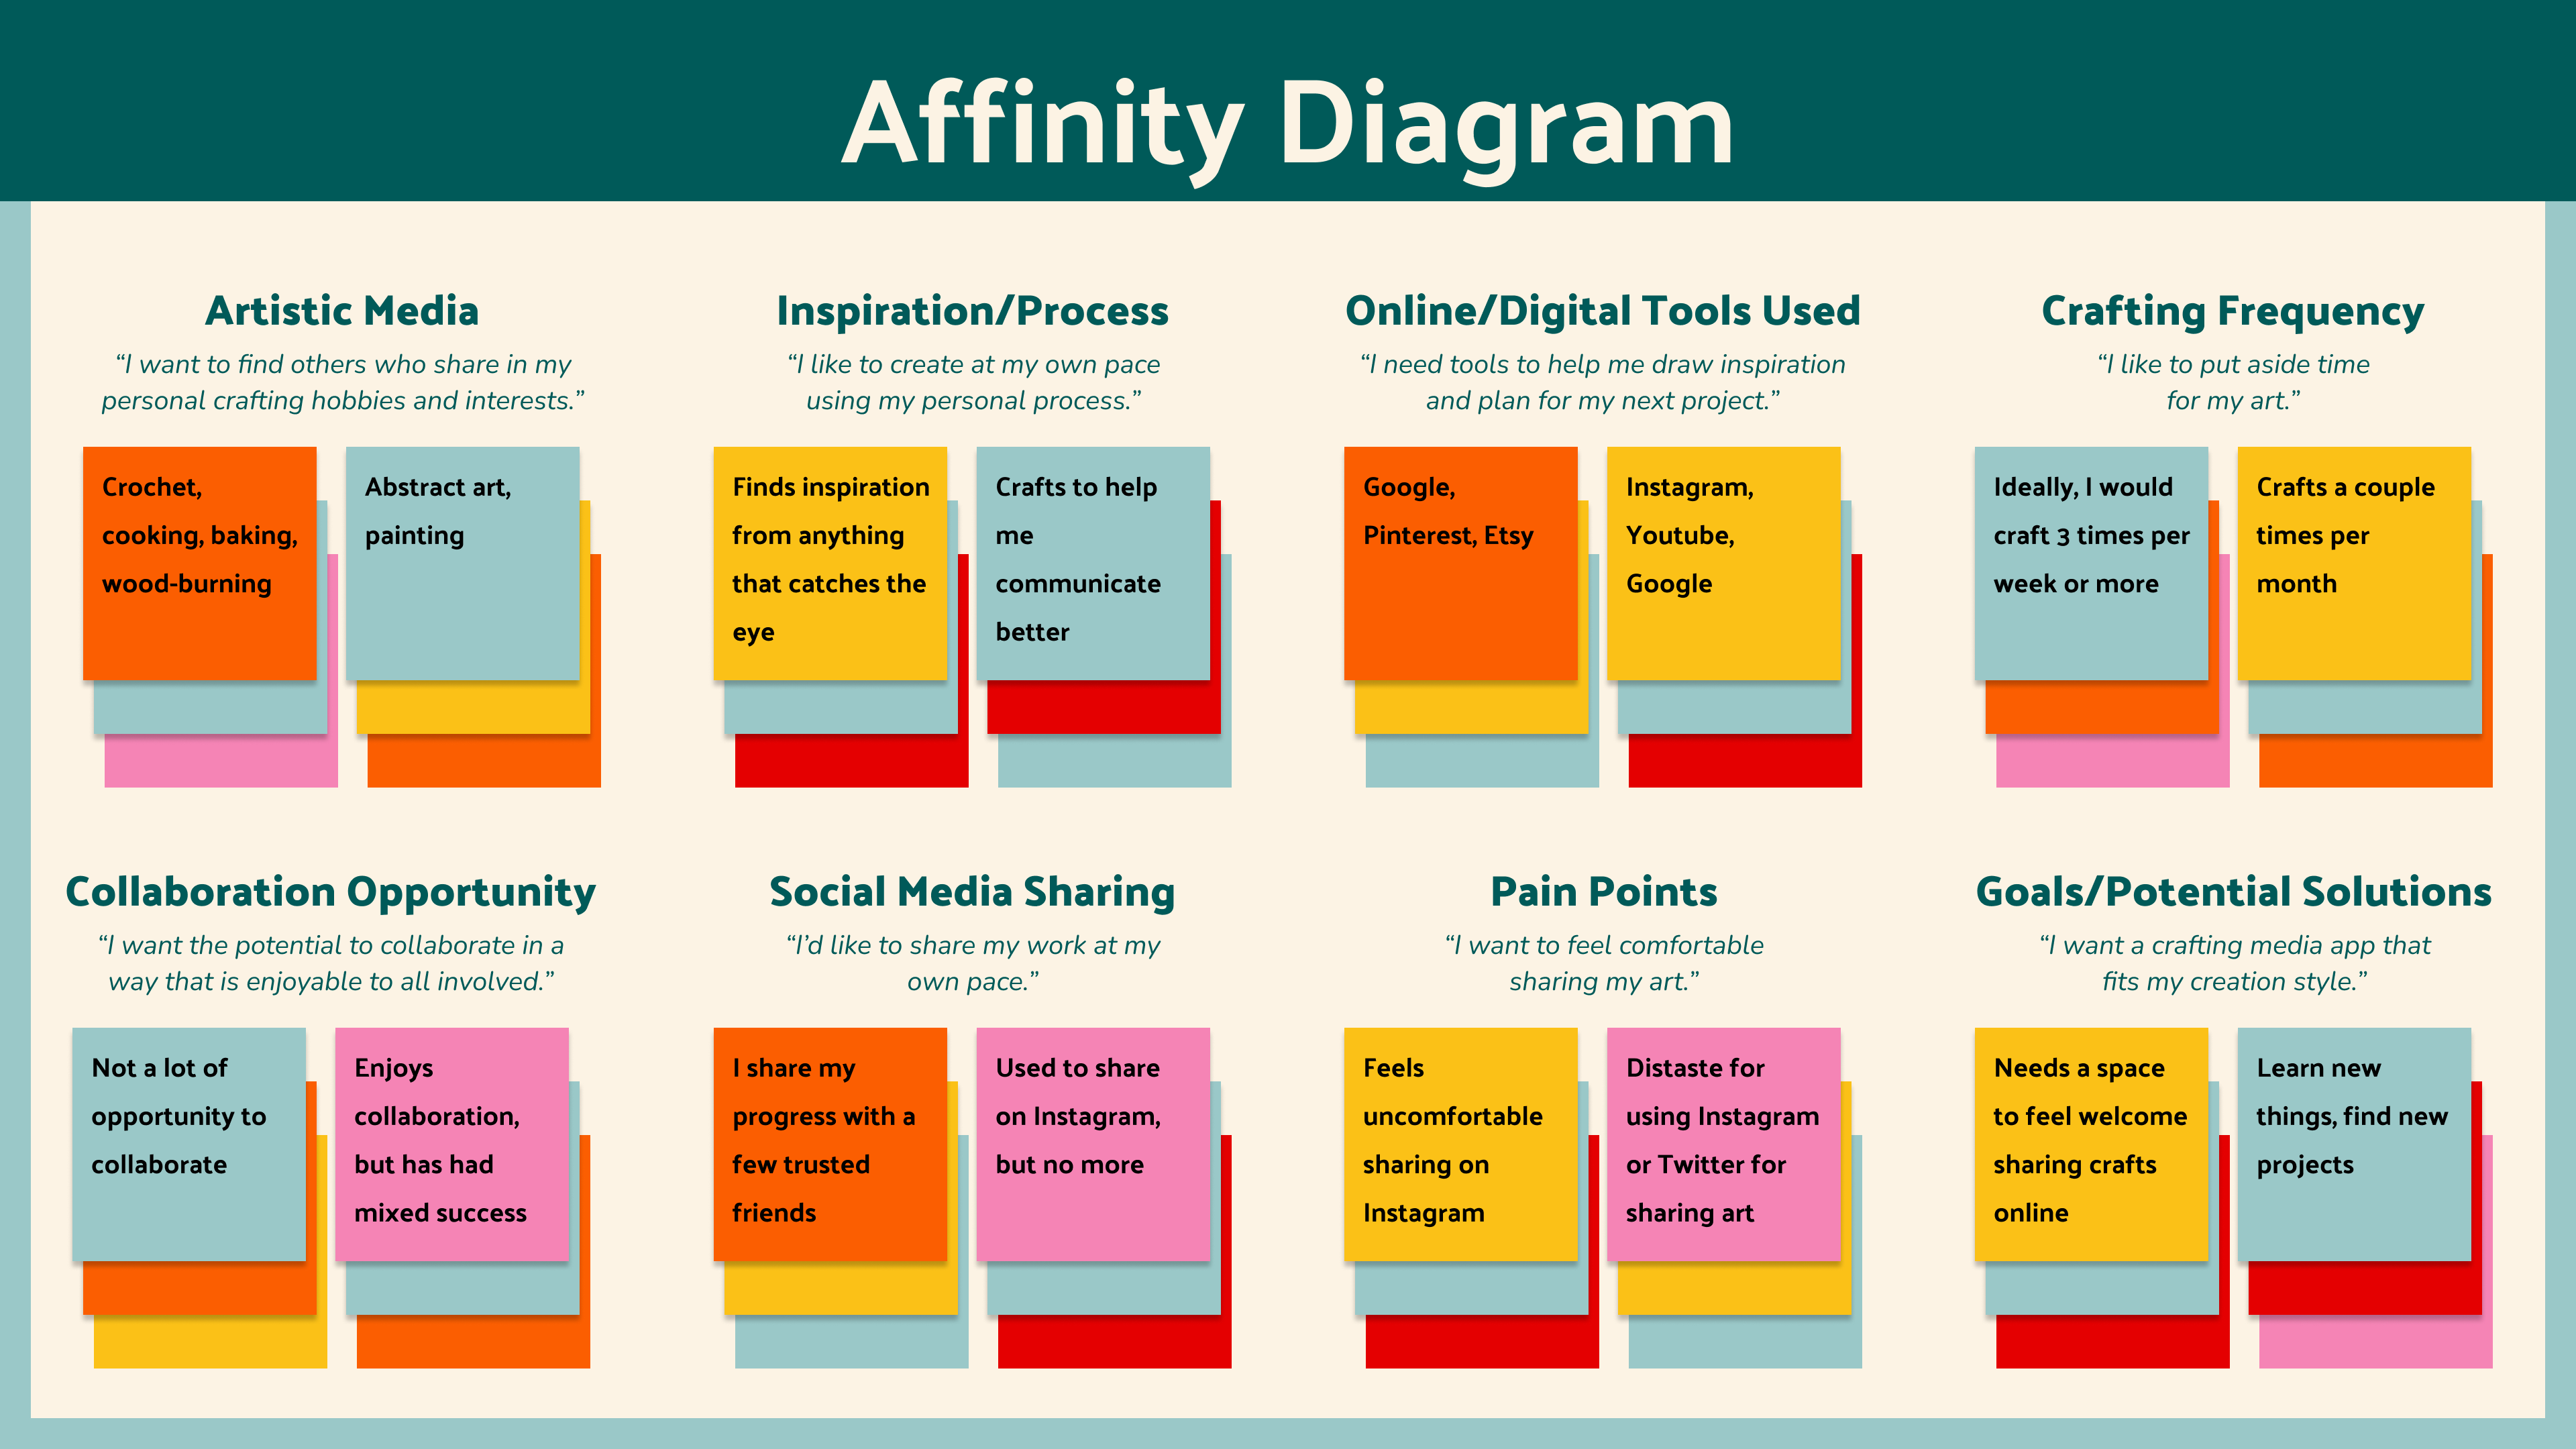 Affinity Diagram
Artistic Media
“I want to find others who share in my
personal crafting hobbies and interests.”
Crochet,
cooking, baking,
wood-burning
Abstract art,
painting
Inspiration/Process
“I like to create at my own pace
using my personal process.”
Finds inspiration
from anything
that catches the
eye
Crafts to help
me
communicate
better
Online/Digital Tools Used
“I need tools to help me draw inspiration
and plan for my next project.”
Google,
Pinterest, Etsy
Instagram,
Youtube,
Google
Crafting Frequency
“I like to put aside time
for my art.”
Ideally, I would
craft 3 times per
week or more
Crafts a couple
times per
month
Collaboration Opportunity
“I want the potential to collaborate in a
way that is enjoyable to all involved.”
Not a lot of
opportunity to
collaborate
Enjoys
collaboration,
but has had
mixed success
Social Media Sharing
“I’d like to share my work at my
own pace.”
I share my
progress with a
few trusted
friends
Used to share
on Instagram,
but no more
Pain Points
“I want to feel comfortable
sharing my art.”
Feels
uncomfortable
sharing on
Instagram
Distaste for
using Instagram
or Twitter for
sharing art
Goals/Potential Solutions
“I want a crafting media app that
fits my creation style.”
Needs a space
to feel welcome
sharing crafts
online
Learn new
things, find new
projects